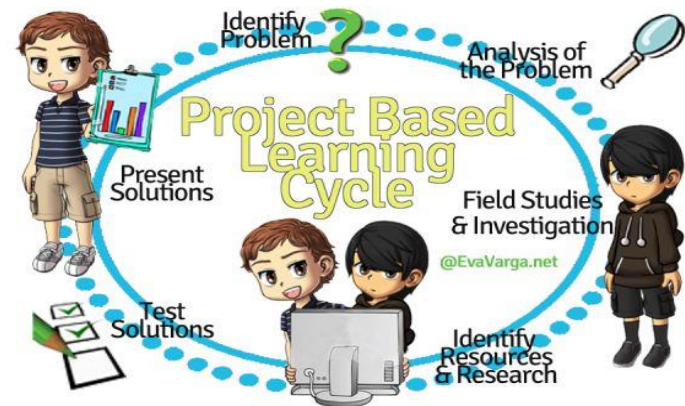 Identify
Problem
Analysis of
the Problem
Project Based
Learning
Cycle
Present
Solutions
Field Studies
& Investigation
@EvaVarga.net
Test
Solutions
Identify
Resources
& Research